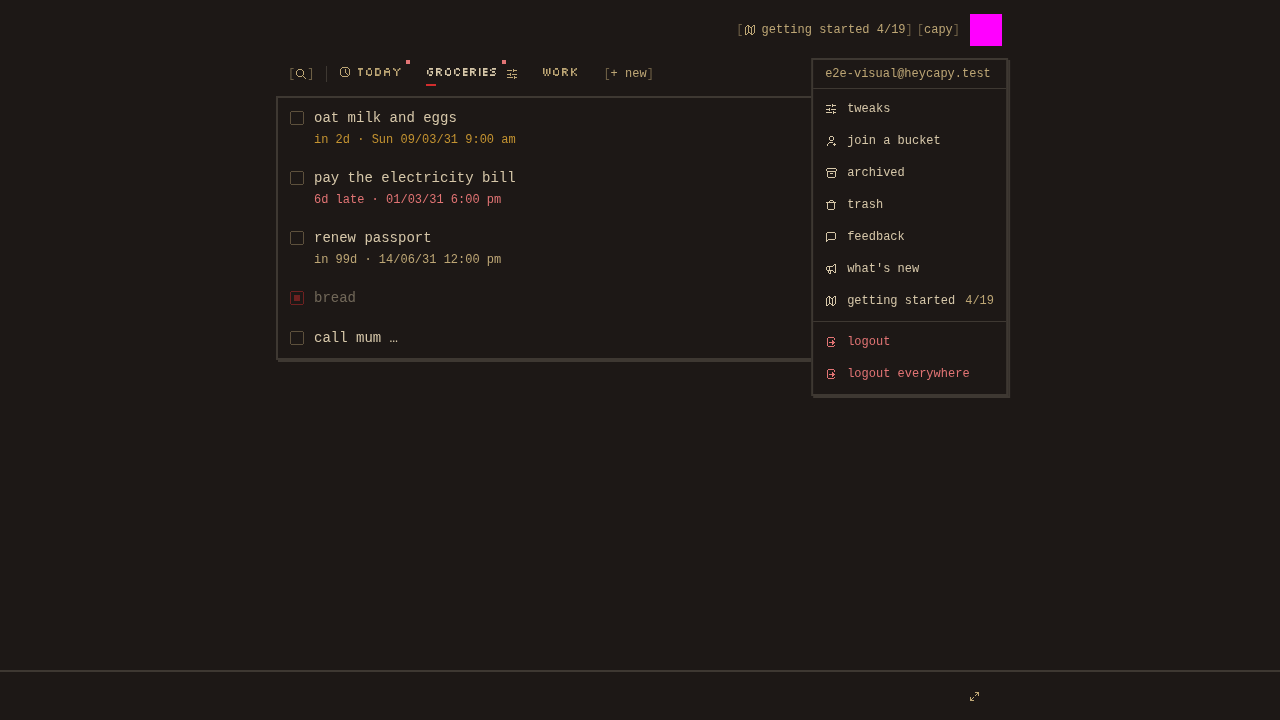 [getting started 4/19] [capy]
[ ] TODAY GROCERIES WORK [+ new]
oat milk and eggs
in 2d · Sun 09/03/31 9:00 am
pay the electricity bill
6d late · 01/03/31 6:00 pm
renew passport
in 99d · 14/06/31 12:00 pm
bread
call mum …
e2e-visual@heycapy.test
tweaks
join a bucket
archived
trash
feedback
what's new
getting started 4/19
logout
logout everywhere